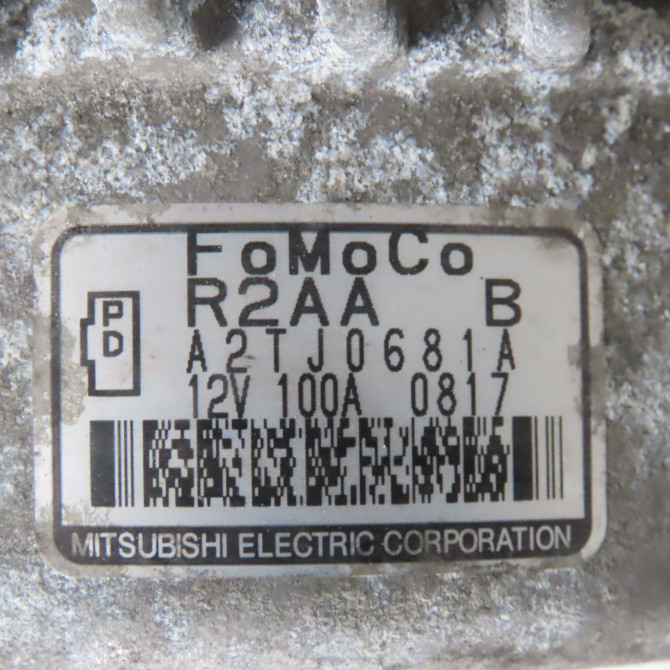 FoMoCo
R2AA B
P
D
A2TJ0681A
12V 100A 0817
MITSUBISHI ELECTRIC CORPORATION